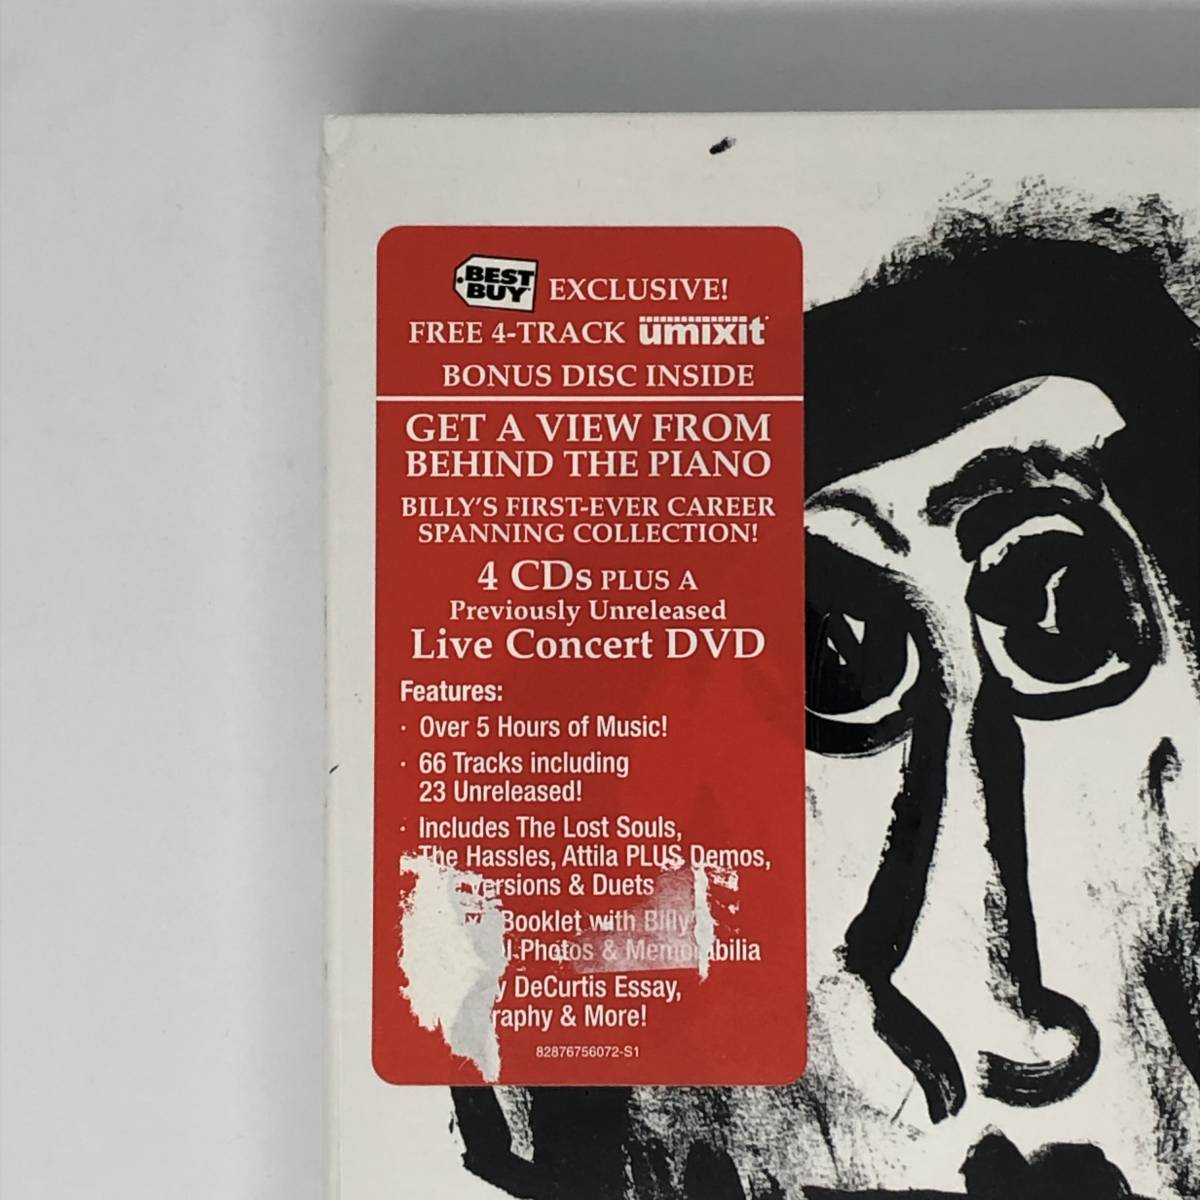 BEST BUY EXCLUSIVE!
FREE 4-TRACK umixit
BONUS DISC INSIDE
GET A VIEW FROM
BEHIND THE PIANO
BILLY'S FIRST-EVER CAREER
SPANNING COLLECTION!
4 CDs PLUS A
Previously Unreleased
Live Concert DVD
Features:
· Over 5 Hours of Music!
· 66 Tracks including
23 Unreleased!
· Includes The Lost Souls,
The Hassles, Attila PLUS Demos,
versions & Duets
Booklet with Billy
Photos & Memorabilia
DeCurtis Essay,
& More!
82876756072-S1